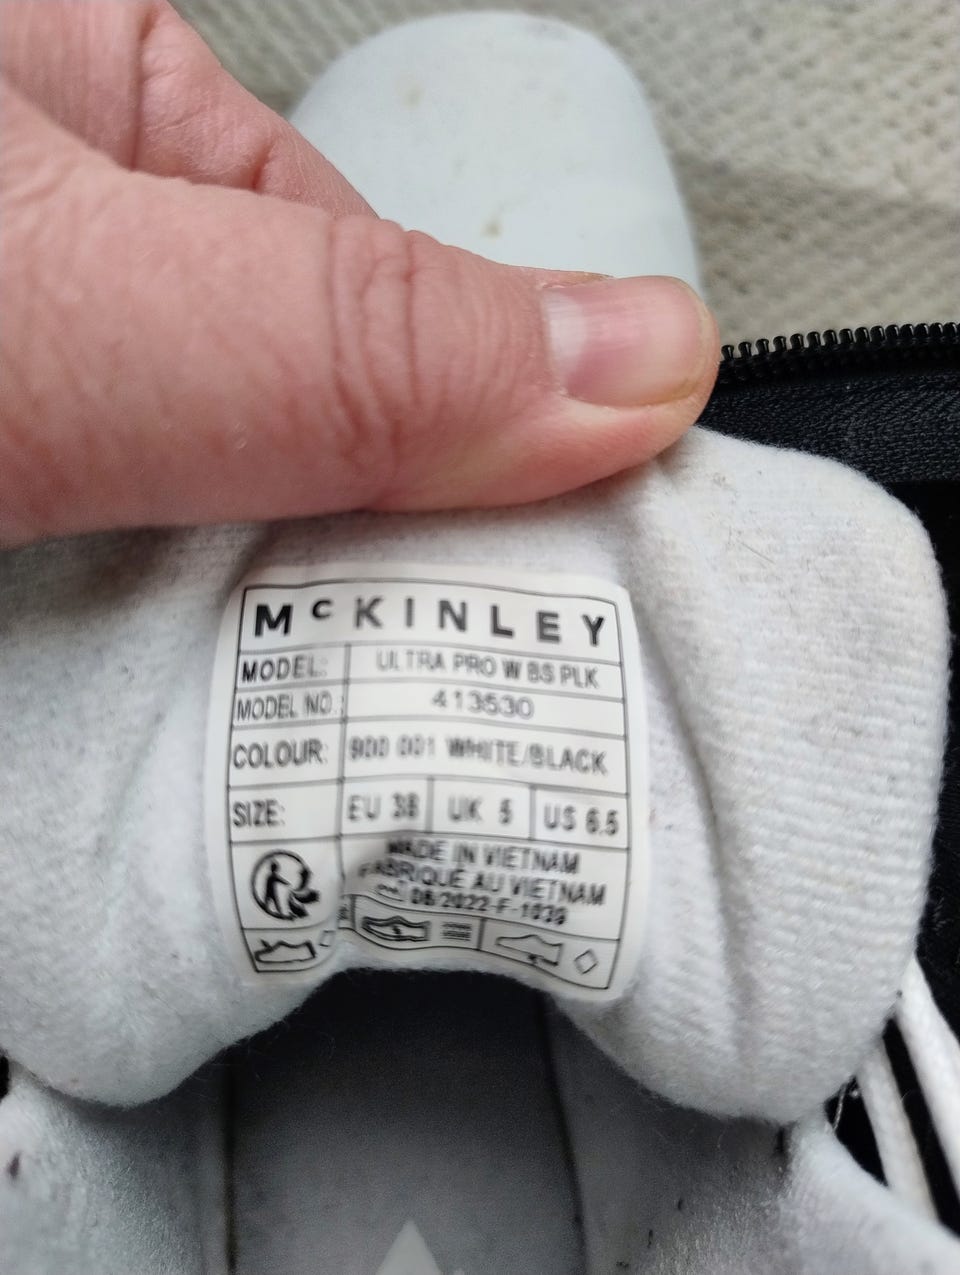 McKINLEY
MODEL: ULTRA PRO W BS PLK
MODEL NO.: 413530
COLOUR: 900 001 WHITE/BLACK
SIZE: EU 38 UK 5 US 6.5
MADE IN VIETNAM
FABRIQUÉ AU VIETNAM
06/2022-F-1039